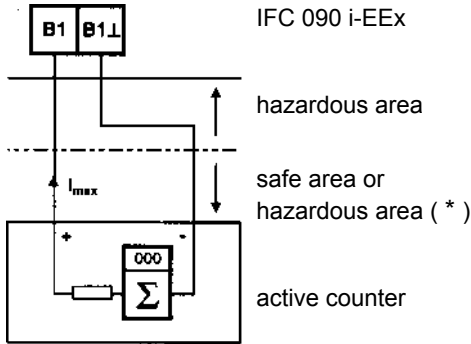 IFC 090 i-EEx
B1 B1⊥
hazardous area
safe area or
hazardous area ( * )
Imax
+ -
000
Σ
active counter